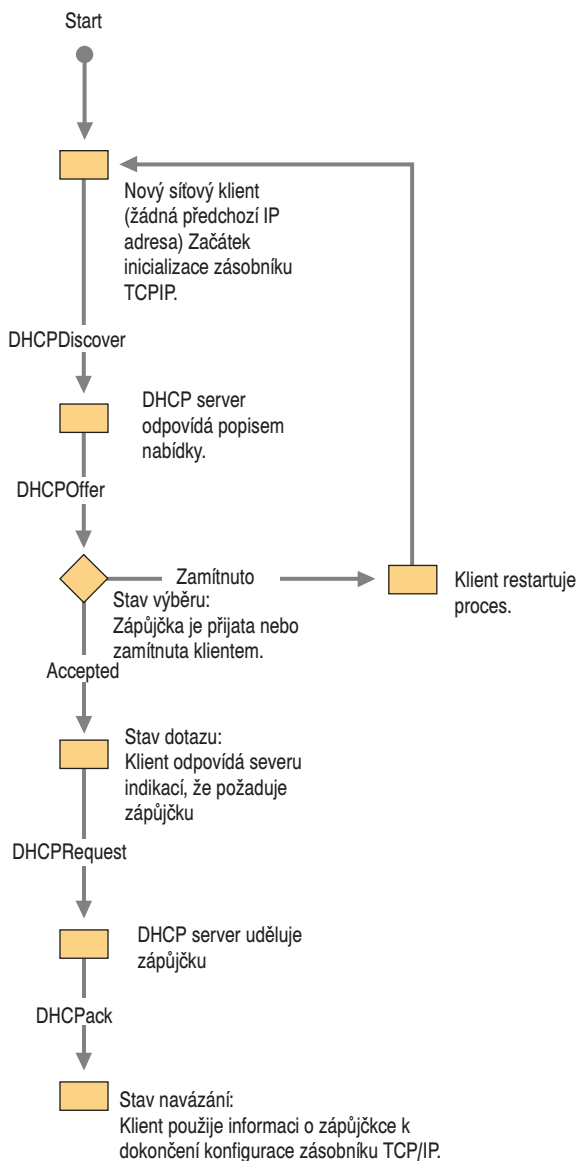 Start
Nový síťový klient
(žádná předchozí IP
adresa) Začátek
inicializace zásobníku
TCPIP.
DHCPDiscover
DHCP server
odpovídá popisem
nabídky.
DHCPOffer
Zamítnuto
Klient restartuje
proces.
Stav výběru:
Zápůjčka je přijata nebo
zamítnuta klientem.
Accepted
Stav dotazu:
Klient odpovídá severu
indikací, že požaduje
zápůjčku
DHCPRequest
DHCP server uděluje
zápůjčku
DHCPack
Stav navázání:
Klient použije informaci o zápůjčkce k
dokončení konfigurace zásobníku TCP/IP.